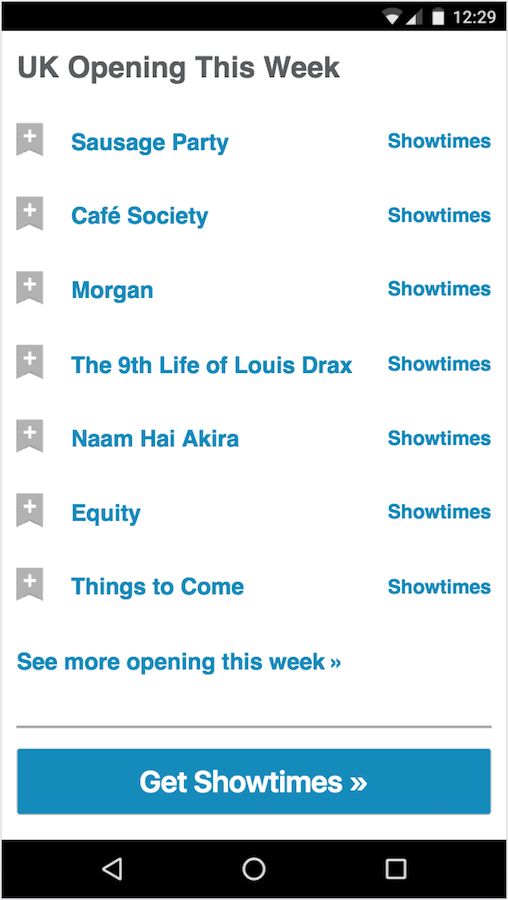 12:29
UK Opening This Week
Sausage Party Showtimes
Café Society Showtimes
Morgan Showtimes
The 9th Life of Louis Drax Showtimes
Naam Hai Akira Showtimes
Equity Showtimes
Things to Come Showtimes
See more opening this week »
Get Showtimes »